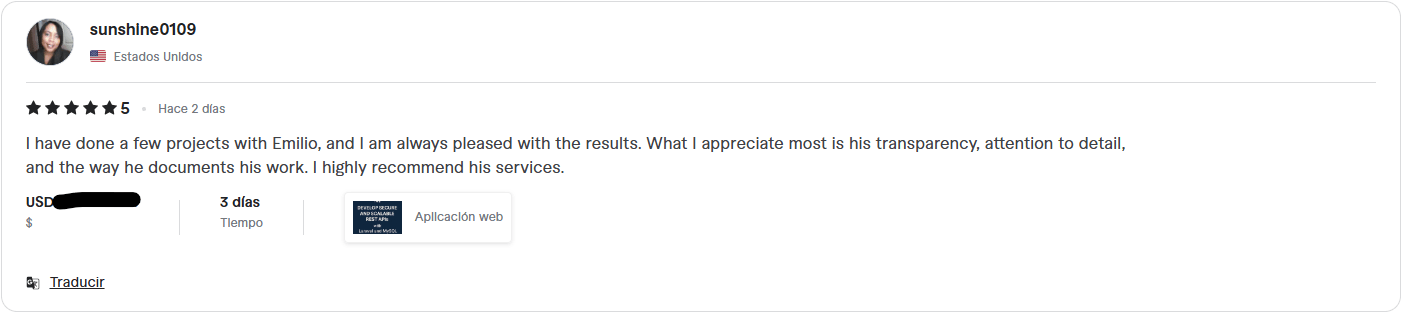 sunshine0109
Estados Unidos
5 • Hace 2 días
I have done a few projects with Emilio, and I am always pleased with the results. What I appreciate most is his transparency, attention to detail,
and the way he documents his work. I highly recommend his services.
USD
$
3 días
Tiempo
DEVELOP SECURE
AND SCALABLE
REST APIs
with
Laravel and MySQL
Aplicación web
Traducir